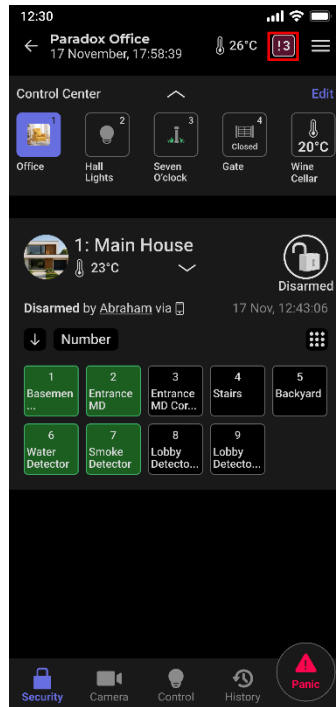 12:30
Paradox Office
17 November, 17:58:39
26°C
!3
Control Center
Edit
1
2
3
4
Closed
20°C
Office
Hall Lights
Seven O'clock
Gate
Wine Cellar
1: Main House
23°C
Disarmed
Disarmed by Abraham via
17 Nov, 12:43:06
Number
1
Basemen
...
2
Entrance
MD
3
Entrance
MD Cor...
4
Stairs
5
Backyard
6
Water
Detector
7
Smoke
Detector
8
Lobby
Detecto...
9
Lobby
Detecto...
Panic
Security
Camera
Control
History